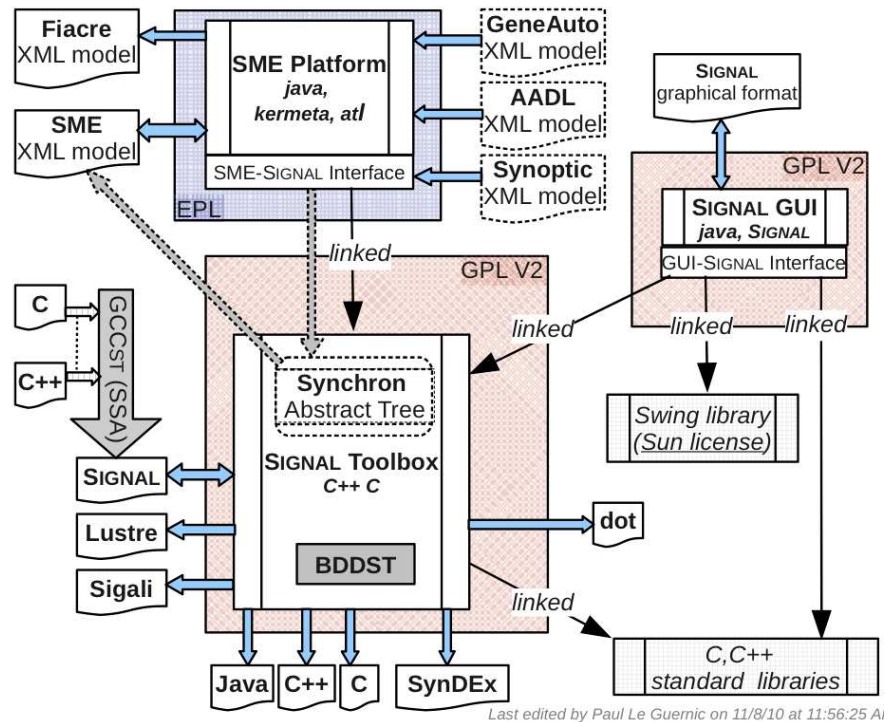 Fiacre
XML model
SME
XML model
SME Platform
java,
kermeta, atl
SME-SIGNAL Interface
EPL
GeneAuto
XML model
AADL
XML model
Synoptic
XML model
SIGNAL
graphical format
GPL V2
SIGNAL GUI
java, SIGNAL
GUI-SIGNAL Interface
linked
GPL V2
linked
linked
linked
C
C++
GCCST (SSA)
Synchron
Abstract Tree
SIGNAL Toolbox
C++ C
BDDST
Swing library
(Sun license)
SIGNAL
Lustre
Sigali
dot
linked
Java
C++
C
SynDEx
C,C++
standard libraries
Last edited by Paul Le Guernic on 11/8/10 at 11:56:25 A